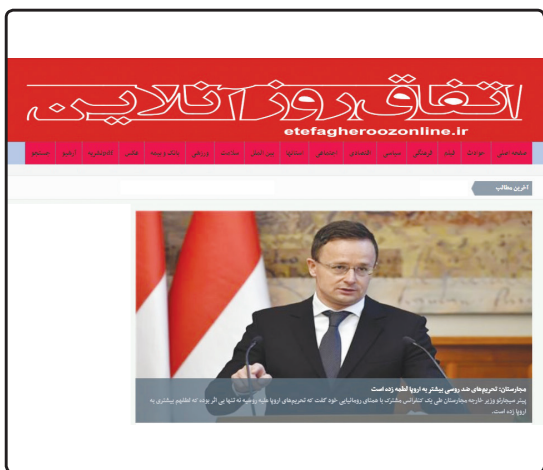 اتفاق روز آنلاین
etefagheroozonline.ir
صفحه اصلی حوادث فیلم فرهنگی سیاسی اقتصادی اجتماعی استانها بین الملل سلامت ورزش بانک و بیمه عکس آرشیو جستجو
آخرین مطالب
مجارستان: تحریم‌های ضد روسی بیشتر به اروپا لطمه زده است
پیتر سیجارتو وزیر خارجه مجارستان طی یک کنفرانس مشترک با همتای رومانیایی خود گفت که تحریم‌های اروپا علیه روسیه نه تنها بی اثر بوده که لطمه بیشتری به
اروپا زده است.